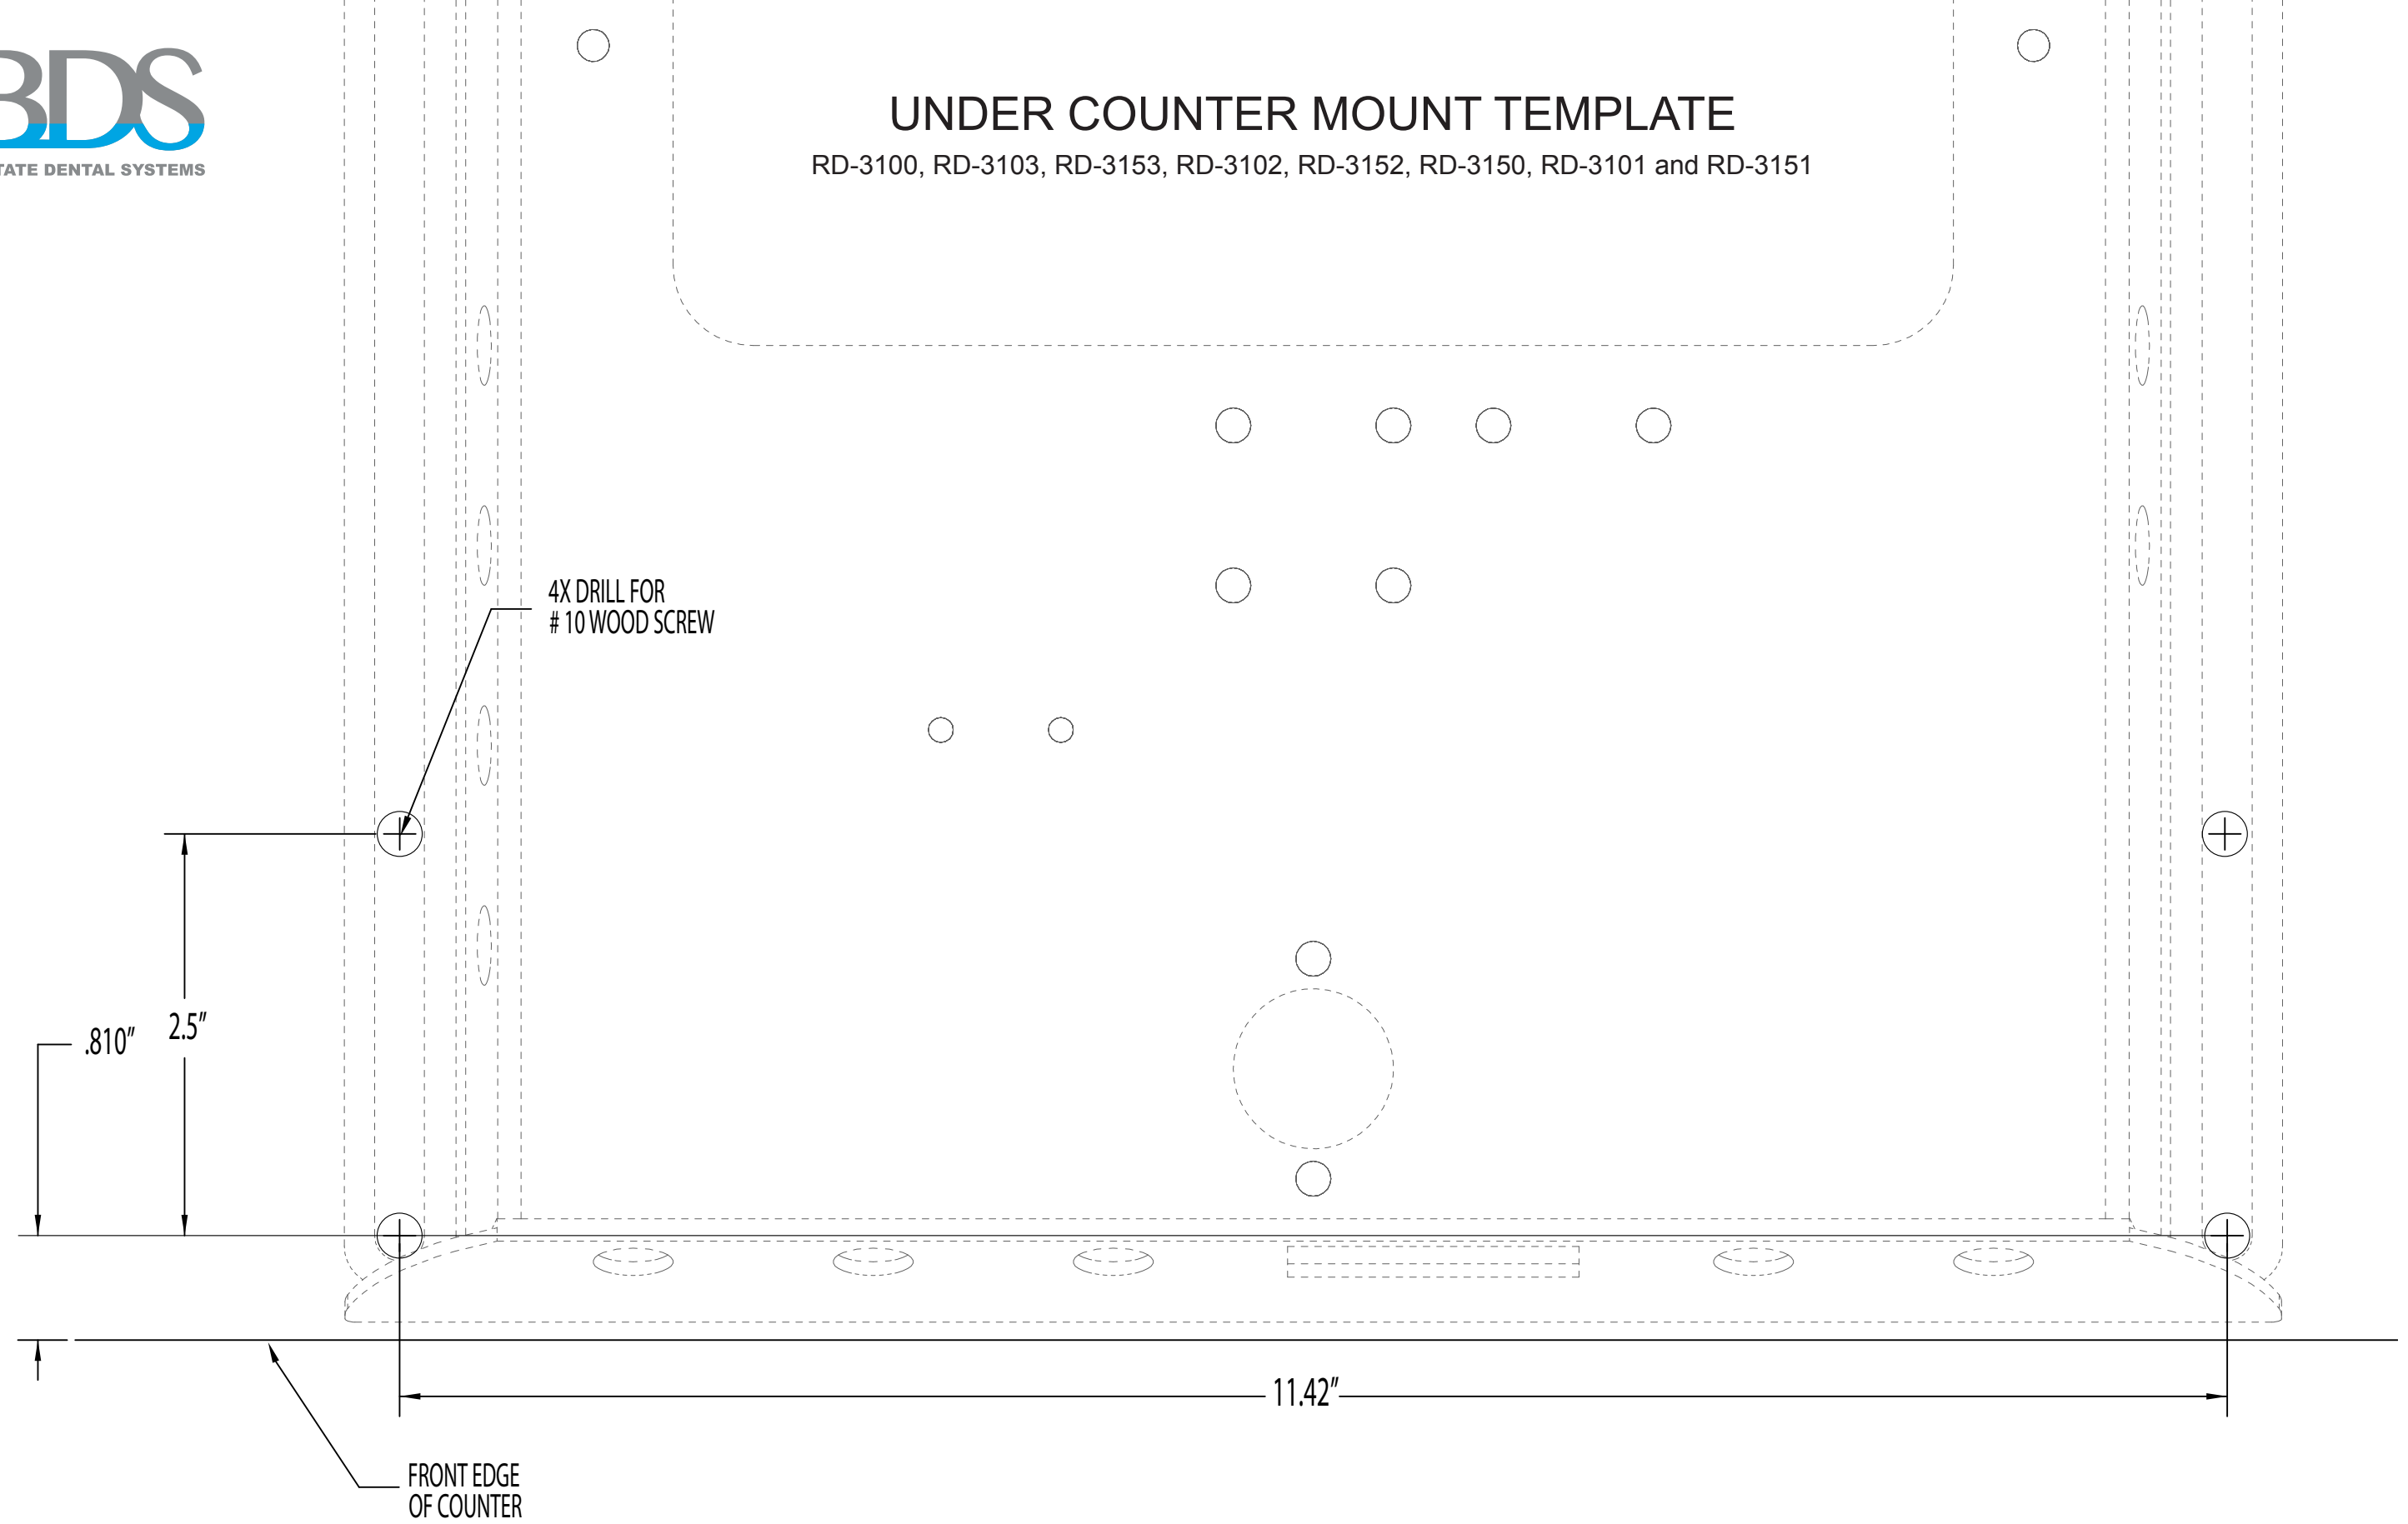 BDS
TATE DENTAL SYSTEMS
UNDER COUNTER MOUNT TEMPLATE
RD-3100, RD-3103, RD-3153, RD-3102, RD-3152, RD-3150, RD-3101 and RD-3151
4X DRILL FOR
# 10 WOOD SCREW
.810"
2.5"
11.42"
FRONT EDGE
OF COUNTER